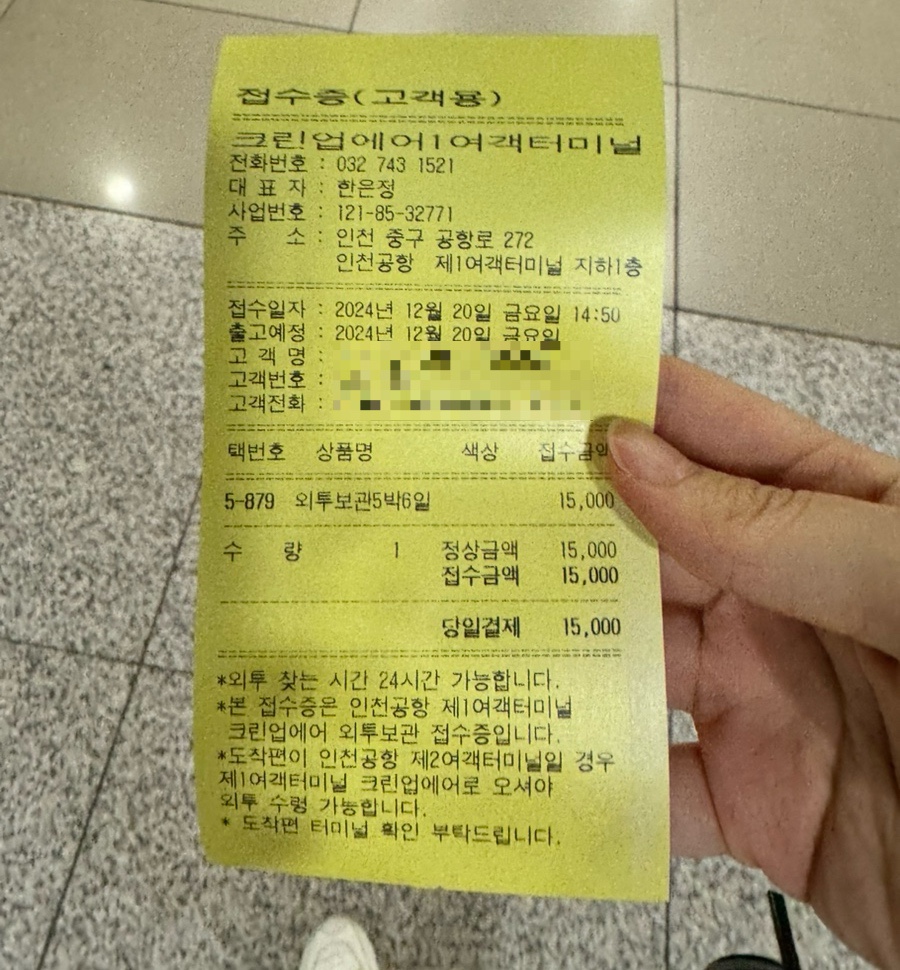 접수증(고객용)
크린!업에어1여객터미널
전화번호 : 032 743 1521
대 표 자 : 한은정
사업번호 : 121-85-32771
주 소 : 인천 중구 공항로 272
인천공항 제1여객터미널 지하1층
접수일자 : 2024년 12월 20일 금요일 14:50
출고예정 : 2024년 12월 20일 금요일
고 객 명 :
고객번호 :
고객전화 :
택번호 상품명 색상 접수금액
5-879 외투보관5박6일 15,000
수 량 1 정상금액 15,000
접수금액 15,000
당일결제 15,000
*외투 찾는 시간 24시간 가능합니다.
*본 접수증은 인천공항 제1여객터미널
크린업에어 외투보관 접수증입니다.
*도착편이 인천공항 제2여객터미널일 경우
제1여객터미널 크린업에어로 오셔야
외투 수령 가능합니다.
* 도착편 터미널 확인 부탁드립니다.